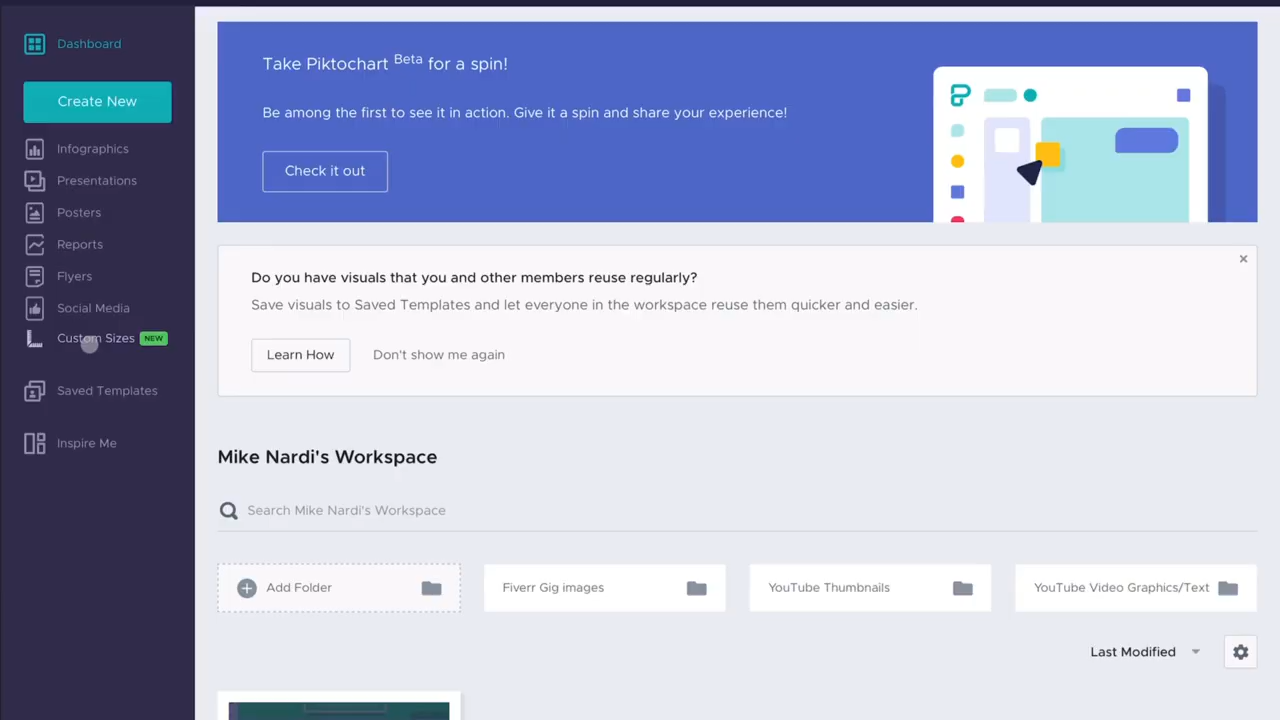 Dashboard
Create New
Infographics
Presentations
Posters
Reports
Flyers
Social Media
Custom Sizes NEW
Saved Templates
Inspire Me
Take Piktochart Beta for a spin!
Be among the first to see it in action. Give it a spin and share your experience!
Check it out
Do you have visuals that you and other members reuse regularly?
Save visuals to Saved Templates and let everyone in the workspace reuse them quicker and easier.
Learn How Don't show me again
Mike Nardi's Workspace
Search Mike Nardi's Workspace
Add Folder Fiverr Gig images YouTube Thumbnails YouTube Video Graphics/Text
Last Modified